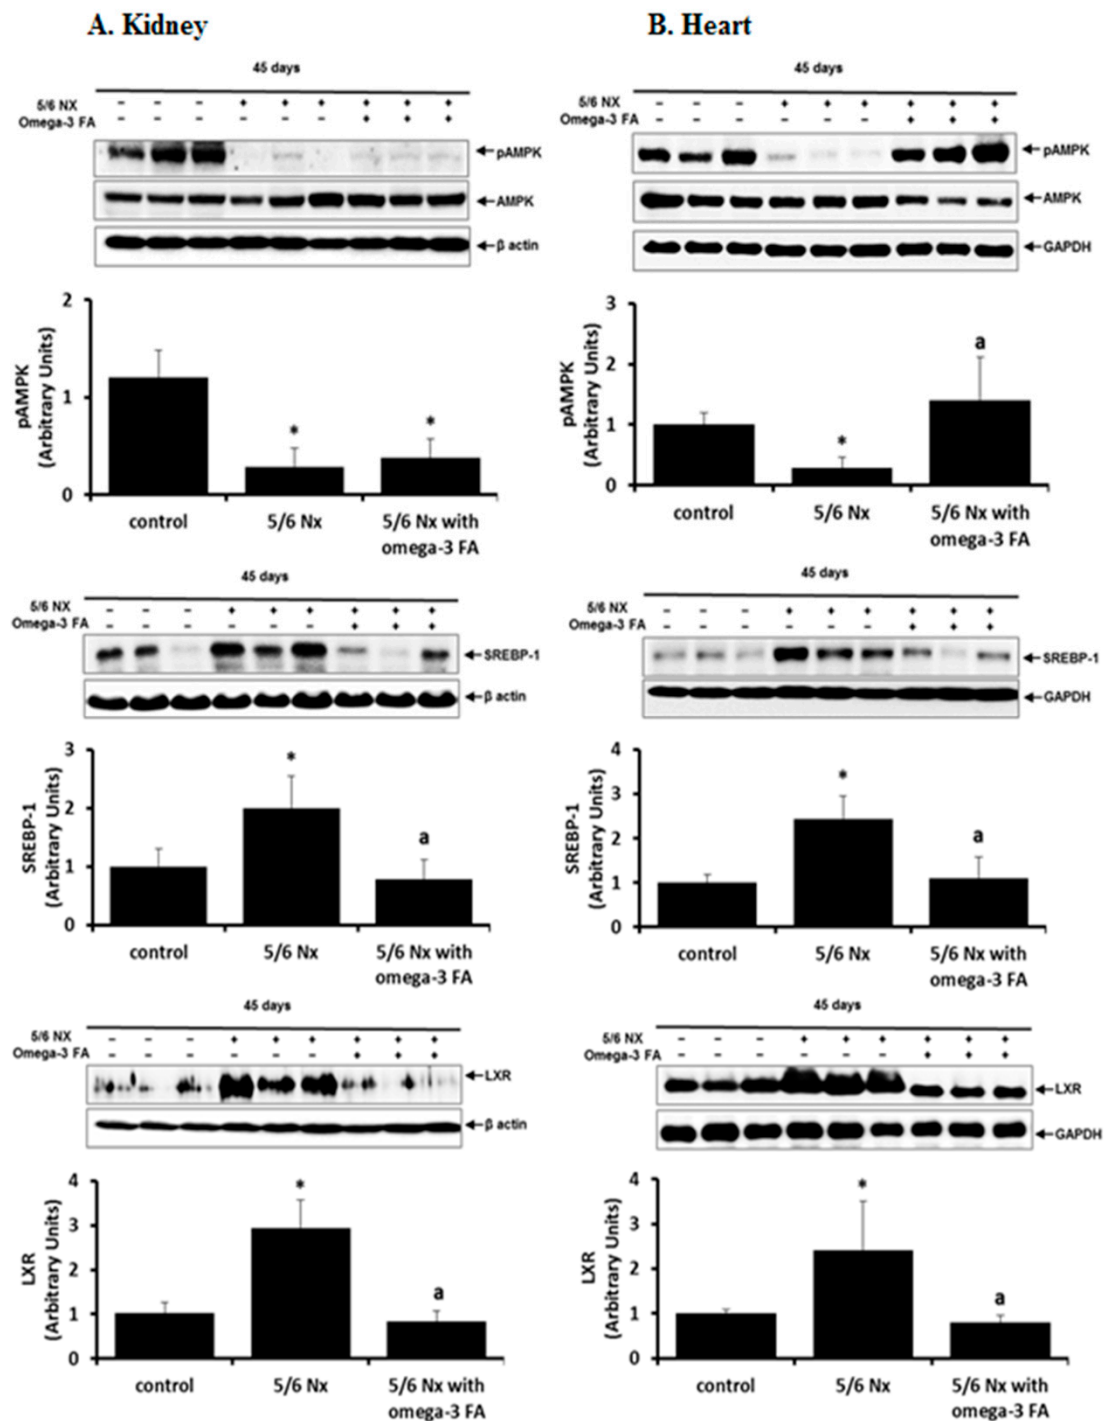 A. Kidney
45 days
5/6 NX - - - + + + + + +
Omega-3 FA - - - - - - + + +
pAMPK
AMPK
β actin
pAMPK
(Arbitrary Units)
2
1
0
*
*
control
5/6 Nx
5/6 Nx with
omega-3 FA
45 days
5/6 NX - - - + + + + + +
Omega-3 FA - - - - - - + + +
SREBP-1
β actin
SREBP-1
(Arbitrary Units)
3
2
1
0
*
a
control
5/6 Nx
5/6 Nx with
omega-3 FA
45 days
5/6 NX - - - + + + + + +
Omega-3 FA - - - - - - + + +
LXR
β actin
LXR
(Arbitrary Units)
4
3
2
1
0
*
a
control
5/6 Nx
5/6 Nx with
omega-3 FA
B. Heart
45 days
5/6 NX - - - + + + + + +
Omega-3 FA - - - - - - + + +
pAMPK
AMPK
GAPDH
pAMPK
(Arbitrary Units)
3
2
1
0
*
a
control
5/6 Nx
5/6 Nx with
omega-3 FA
45 days
5/6 NX - - - + + + + + +
Omega-3 FA - - - - - - + + +
SREBP-1
GAPDH
SREBP-1
(Arbitrary Units)
4
3
2
1
0
*
a
control
5/6 Nx
5/6 Nx with
omega-3 FA
45 days
5/6 NX - - - + + + + + +
Omega-3 FA - - - - - - + + +
LXR
GAPDH
LXR
(Arbitrary Units)
4
3
2
1
0
*
a
control
5/6 Nx
5/6 Nx with
omega-3 FA